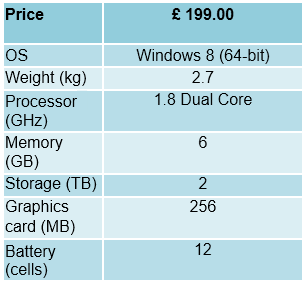 Price £ 199.00
OS Windows 8 (64-bit)
Weight (kg) 2.7
Processor 1.8 Dual Core
(GHz)
Memory 6
(GB)
Storage (TB) 2
Graphics 256
card (MB)
Battery 12
(cells)